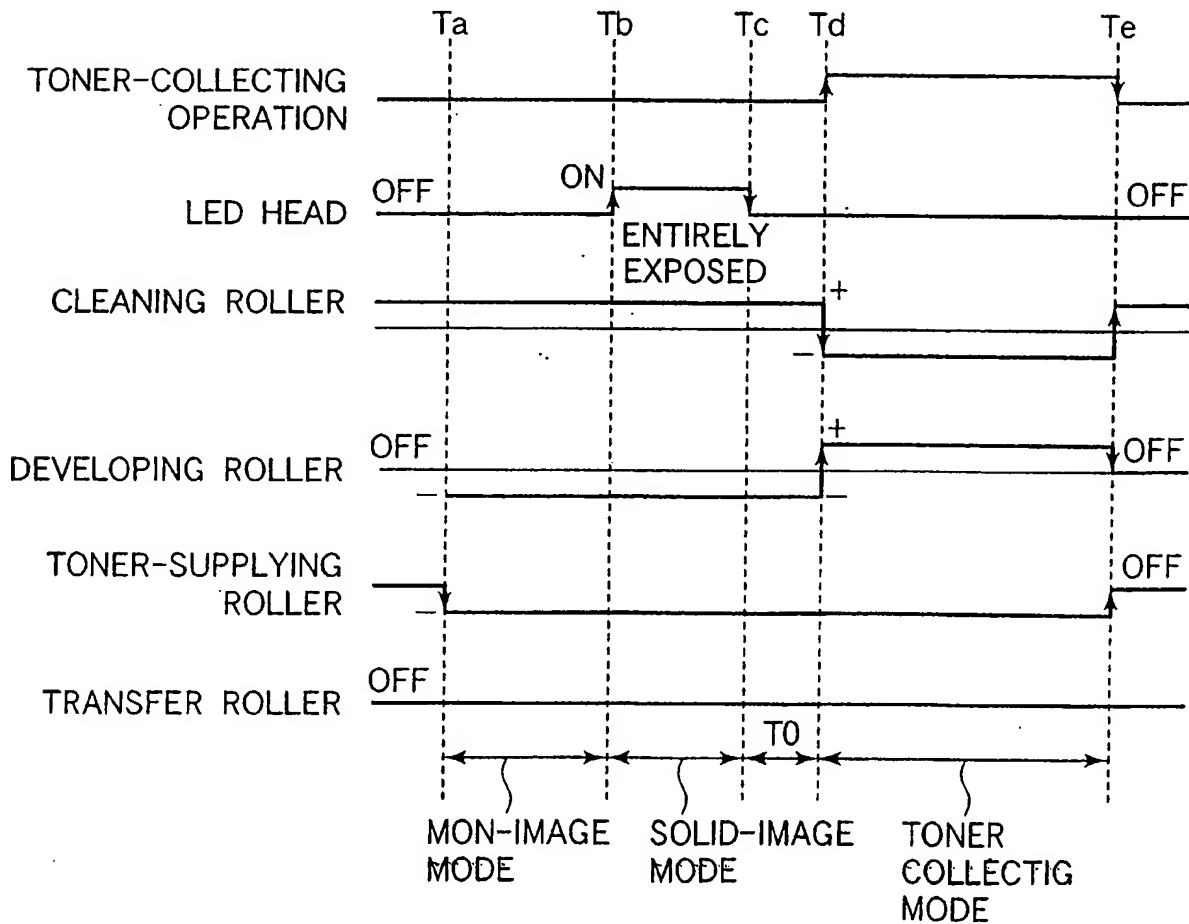 Ta Tb Tc Td Te
TONER-COLLECTING
OPERATION
OFF ON OFF
LED HEAD
ENTIRELY
EXPOSED
CLEANING ROLLER + −
OFF + OFF
DEVELOPING ROLLER − −
TONER-SUPPLYING
ROLLER − OFF
OFF
TRANSFER ROLLER
T0
MON-IMAGE
MODE
SOLID-IMAGE
MODE
TONER
COLLECTIG
MODE